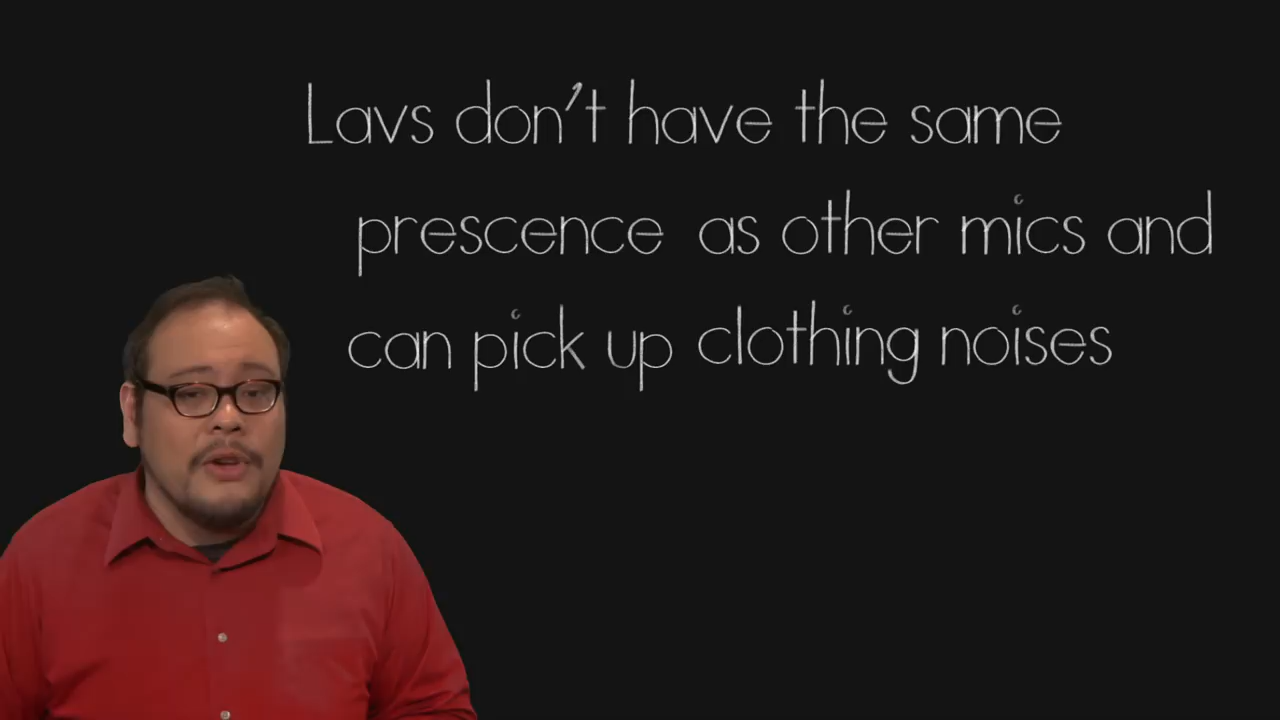 Lavs don't have the same
prescence as other mics and
can pick up clothing noises